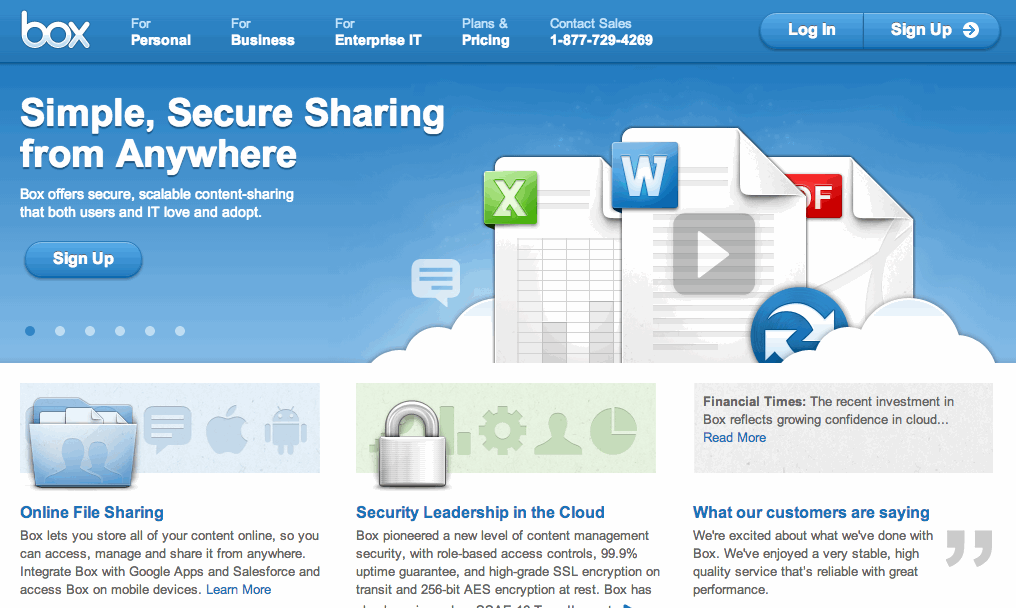 box
For
Personal
For
Business
For
Enterprise IT
Plans &
Pricing
Contact Sales
1-877-729-4269
Log In
Sign Up
Simple, Secure Sharing
from Anywhere
Box offers secure, scalable content-sharing
that both users and IT love and adopt.
Sign Up
X
W
DF
Financial Times: The recent investment in
Box reflects growing confidence in cloud...
Read More
Online File Sharing
Box lets you store all of your content online, so you
can access, manage and share it from anywhere.
Integrate Box with Google Apps and Salesforce and
access Box on mobile devices. Learn More
Security Leadership in the Cloud
Box pioneered a new level of content management
security, with role-based access controls, 99.9%
uptime guarantee, and high-grade SSL encryption on
transit and 256-bit AES encryption at rest. Box has
What our customers are saying
We're excited about what we've done with
Box. We've enjoyed a very stable, high
quality service that's reliable with great
performance.